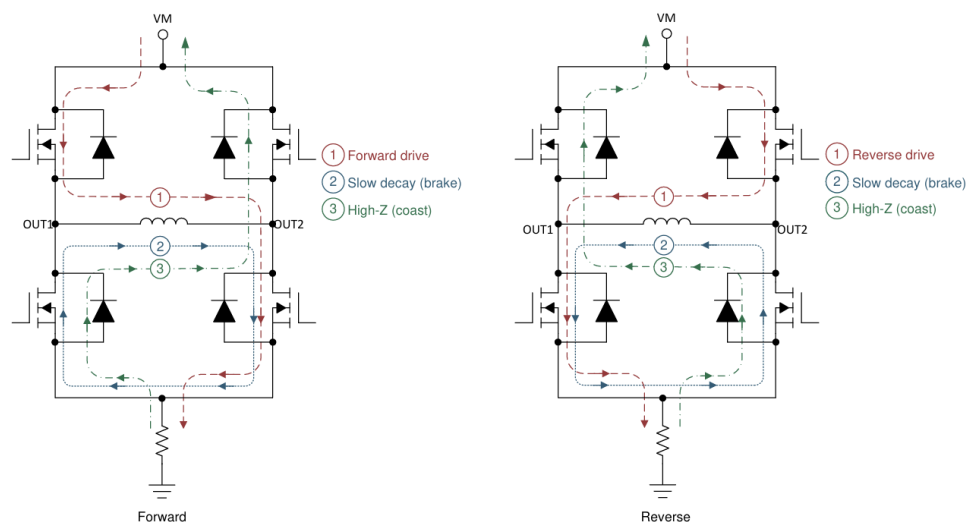 VM
1 Forward drive
2 Slow decay (brake)
3 High-Z (coast)
1
OUT1
OUT2
2
3
Forward
VM
1 Reverse drive
2 Slow decay (brake)
3 High-Z (coast)
1
OUT1
OUT2
2
3
Reverse